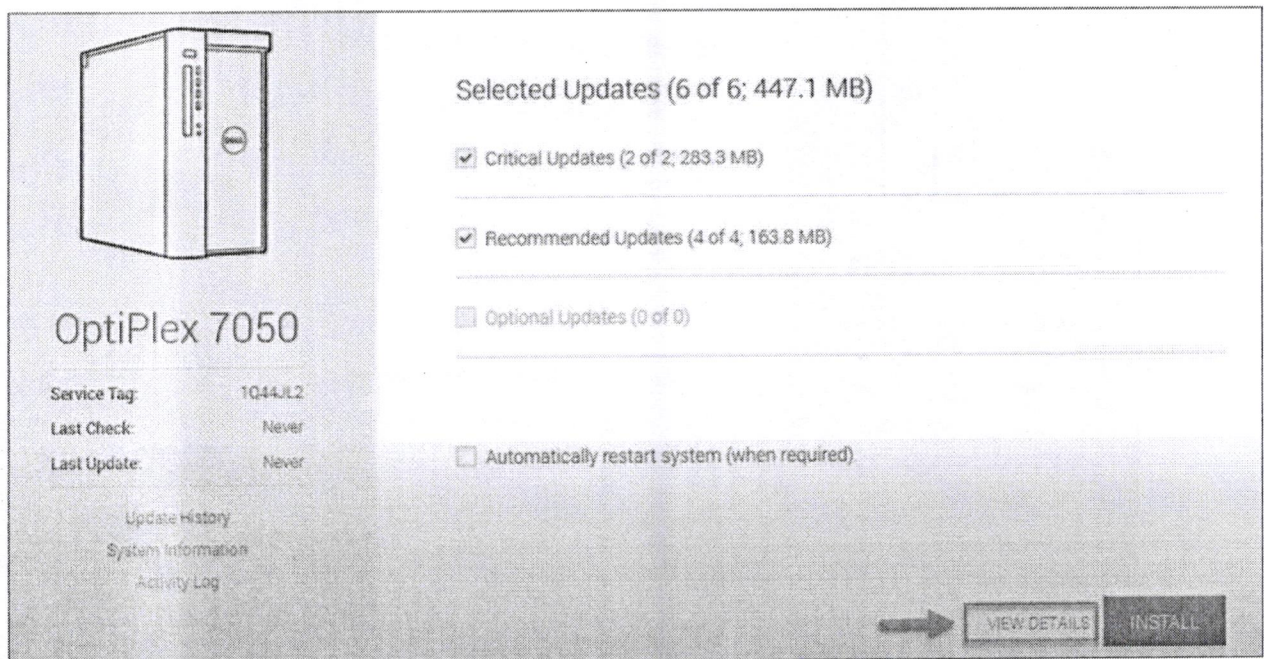 DELL
Selected Updates (6 of 6; 447.1 MB)
Critical Updates (2 of 2; 283.3 MB)
Recommended Updates (4 of 4; 163.8 MB)
Optional Updates (0 of 0)
Automatically restart system (when required)
OptiPlex 7050
Service Tag: 1Q44JL2
Last Check: Never
Last Update: Never
Update History
System Information
Activity Log
VIEW DETAILS
INSTALL